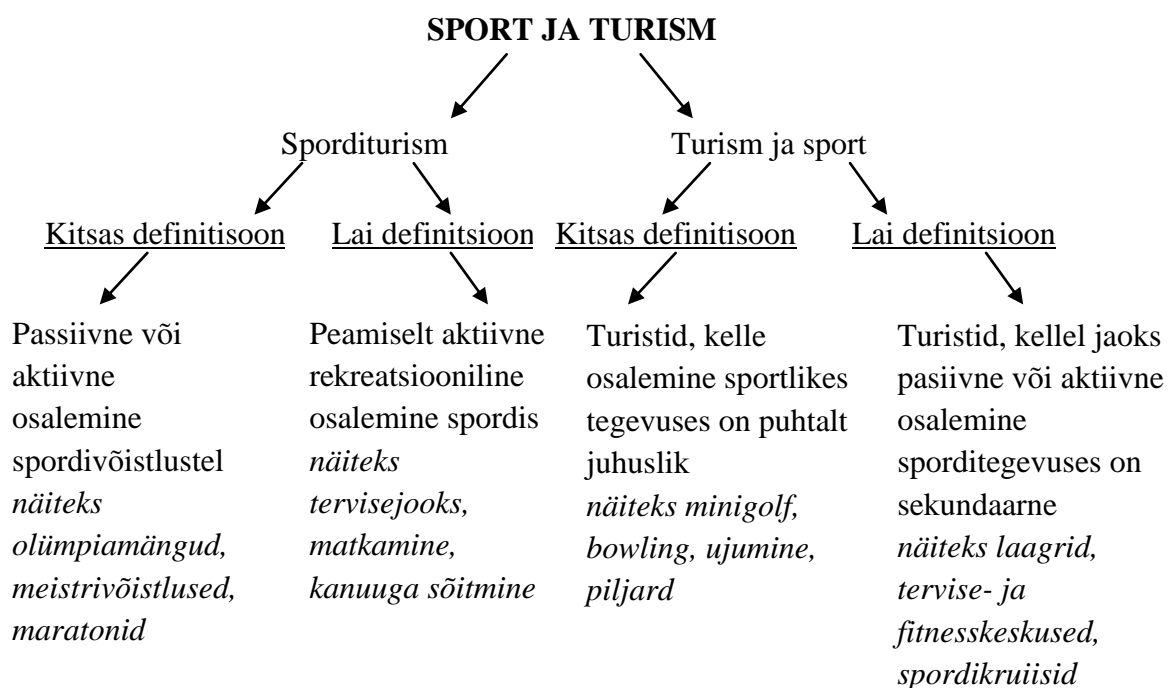 SPORT JA TURISM
Sporditurism
Turism ja sport
Kitsas definitisoon
Lai definitsioon
Kitsas definitisoon
Lai definitsioon
Passiivne või
aktiivne
osalemine
spordivõistlustel
näiteks
olümpiamängud,
meistrivõistlused,
maratonid
Peamiselt aktiivne
rekreatsiooniline
osalemine spordis
näiteks
tervisejooks,
matkamine,
kanuuga sõitmine
Turistid, kelle
osalemine sportlikes
tegevuses on puhtalt
juhuslik
näiteks minigolf,
bowling, ujumine,
piljard
Turistid, kellel jaoks
pasiivne või aktiivne
osalemine
sporditegevuses on
sekundaarne
näiteks laagrid,
tervise- ja
fitnesskeskused,
spordikruiisid